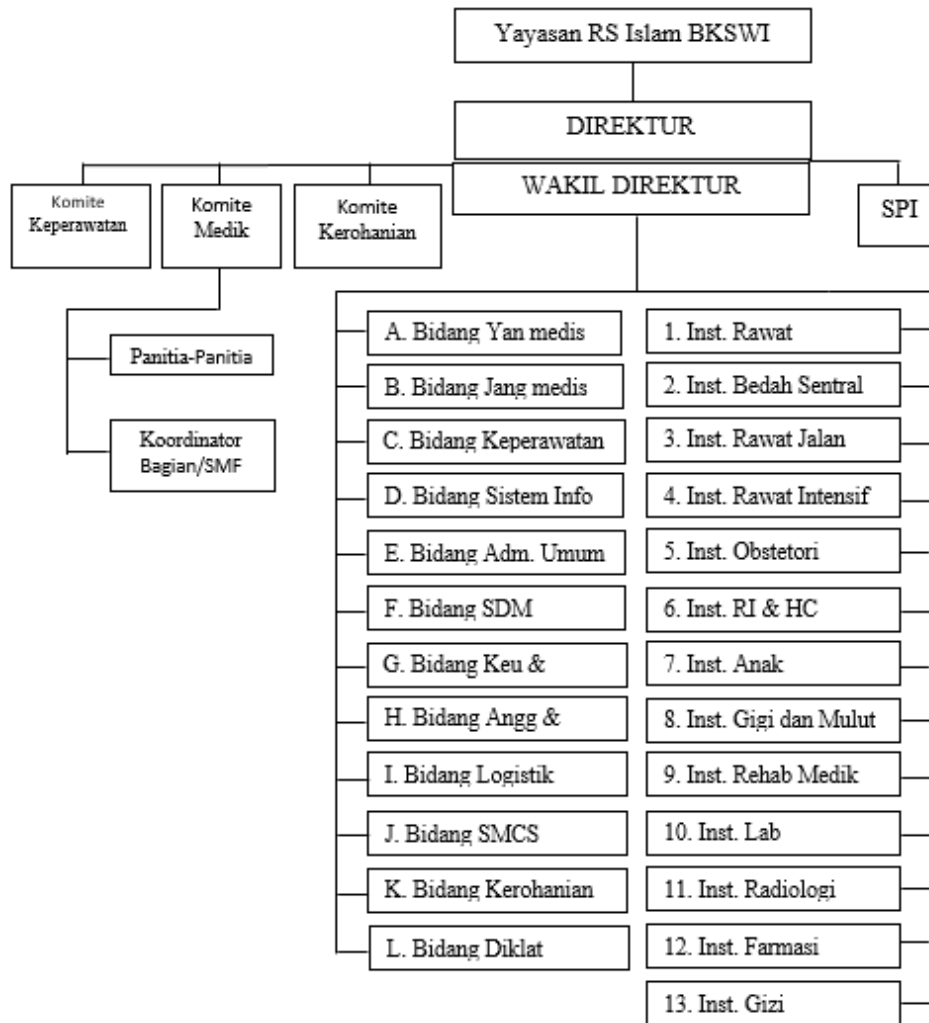 Yayasan RS Islam BKSWI
DIREKTUR
WAKIL DIREKTUR
Komite
Keperawatan
Komite
Medik
Komite
Kerohanian
SPI
Panitia-Panitia
Koordinator
Bagian/SMF
A. Bidang Yan medis
B. Bidang Jang medis
C. Bidang Keperawatan
D. Bidang Sistem Info
E. Bidang Adm. Umum
F. Bidang SDM
G. Bidang Keu &
H. Bidang Angg &
I. Bidang Logistik
J. Bidang SMCS
K. Bidang Kerohanian
L. Bidang Diklat
1. Inst. Rawat
2. Inst. Bedah Sentral
3. Inst. Rawat Jalan
4. Inst. Rawat Intensif
5. Inst. Obstetori
6. Inst. RI & HC
7. Inst. Anak
8. Inst. Gigi dan Mulut
9. Inst. Rehab Medik
10. Inst. Lab
11. Inst. Radiologi
12. Inst. Farmasi
13. Inst. Gizi